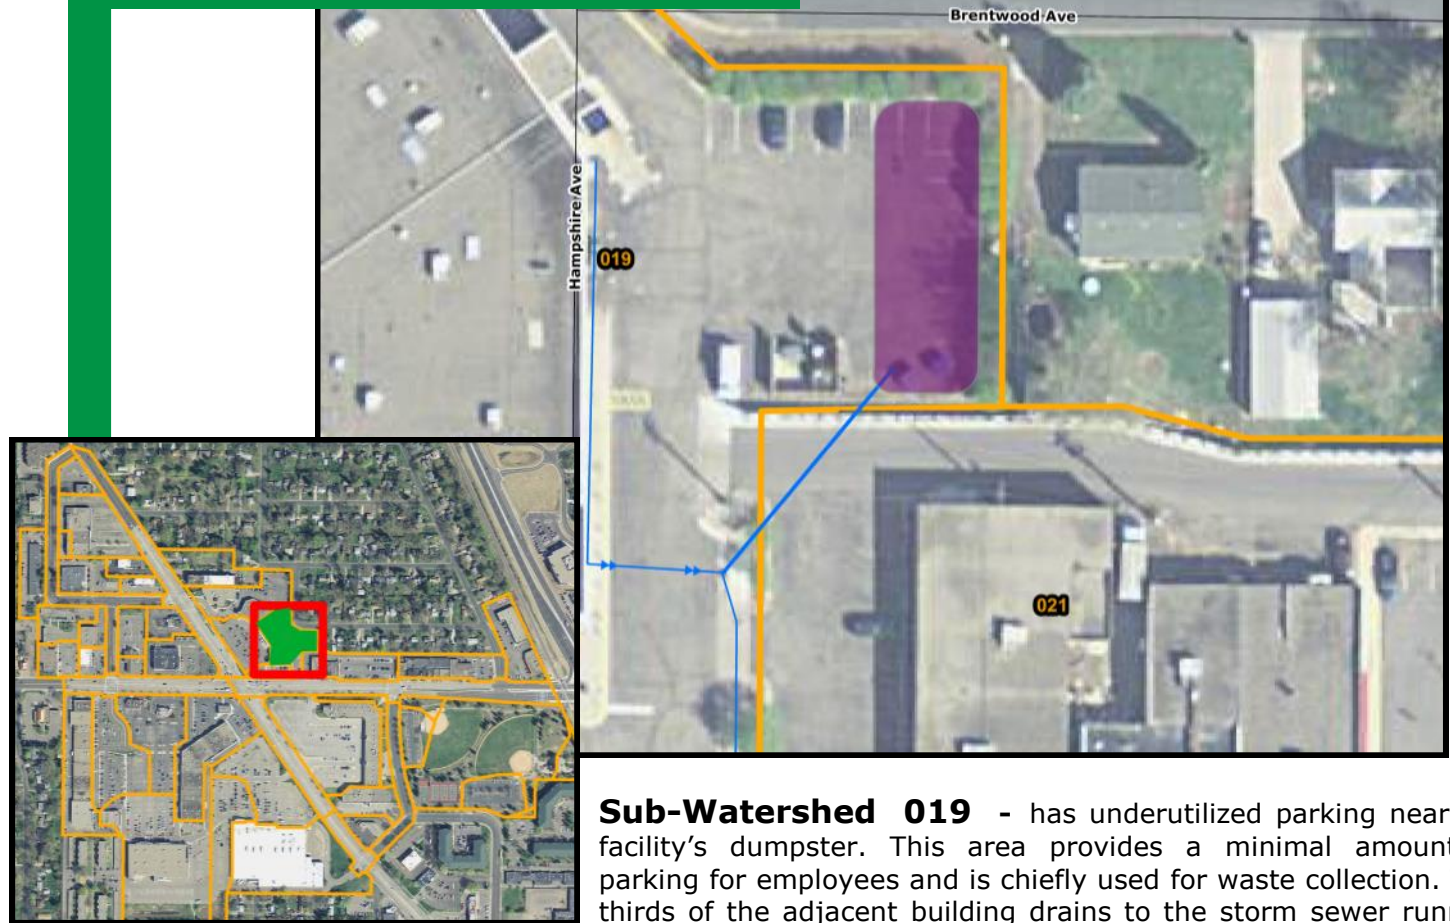 Brentwood Ave
Hampshire Ave
019
021
Sub-Watershed 019 - has underutilized parking near
facility's dumpster. This area provides a minimal amount
parking for employees and is chiefly used for waste collection.
thirds of the adjacent building drains to the storm sewer run